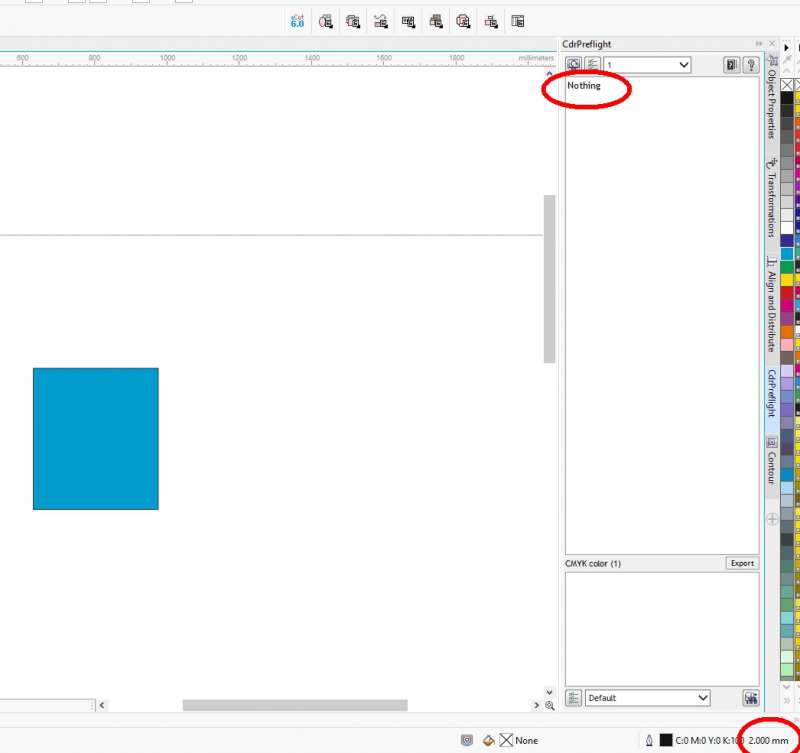 xCut
6.0
600 800 1000 1200 1400 1600 1800 millimeters
CdrPreflight
1
Nothing
CMYK color (1)
Export
Default
Object Properties
Transformations
Align and Distribute
CdrPreflight
Contour
None
C:0 M:0 Y:0 K:100 2.000 mm